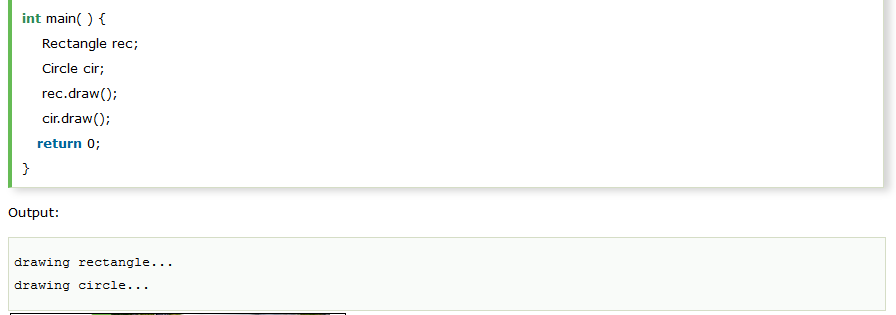 int main( ) {
Rectangle rec;
Circle cir;
rec.draw();
cir.draw();
return 0;
}
Output:
drawing rectangle...
drawing circle...